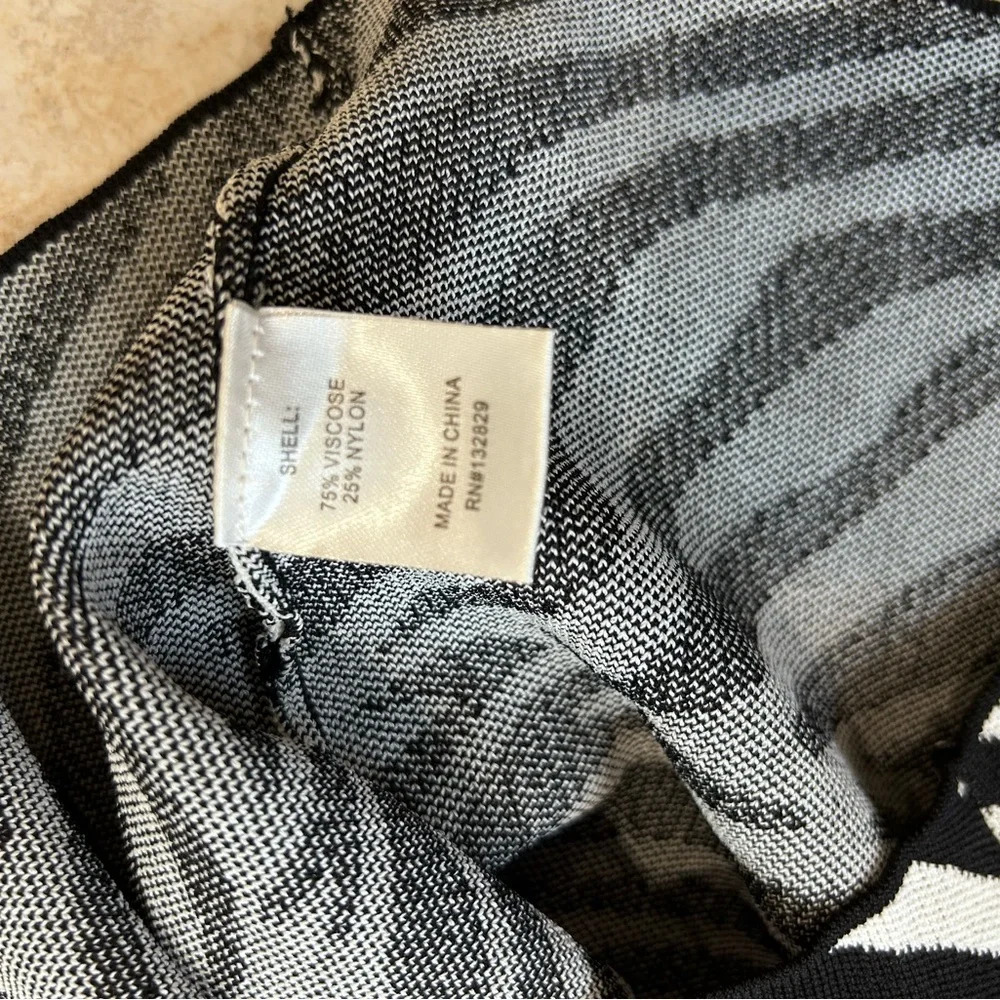 SHELL:
75% VISCOSE
25% NYLON
MADE IN CHINA
RN#132829